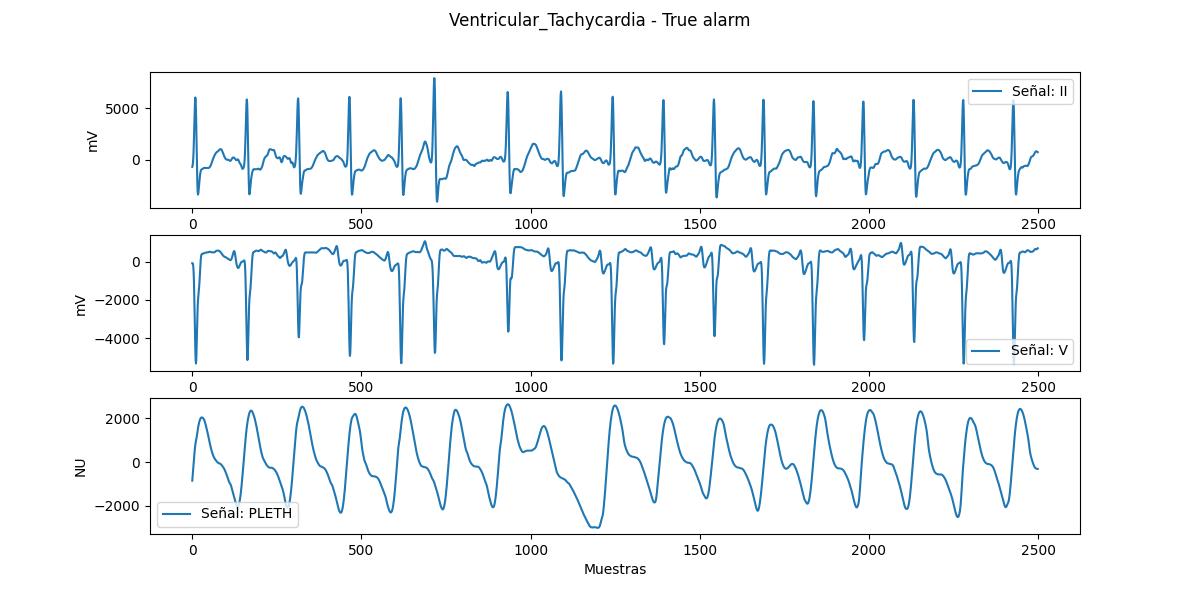 Ventricular_Tachycardia - True alarm
Señal: II
5000
0
mV
0 500 1000 1500 2000 2500
0
−2000
−4000
mV
Señal: V
0 500 1000 1500 2000 2500
2000
0
−2000
NU
Señal: PLETH
0 500 1000 1500 2000 2500
Muestras